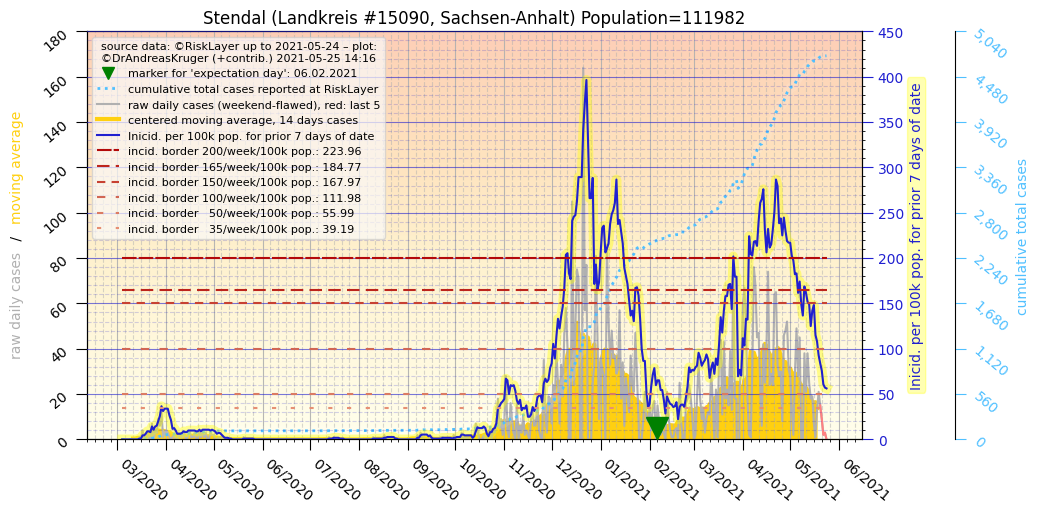 Stendal (Landkreis #15090, Sachsen-Anhalt) Population=111982
source data: ©RiskLayer up to 2021-05-24 – plot:
©DrAndreasKruger (+contrib.) 2021-05-25 14:16
marker for 'expectation day': 06.02.2021
cumulative total cases reported at RiskLayer
raw daily cases (weekend-flawed), red: last 5
centered moving average, 14 days cases
Inicid. per 100k pop. for prior 7 days of date
incid. border 200/week/100k pop.: 223.96
incid. border 165/week/100k pop.: 184.77
incid. border 150/week/100k pop.: 167.97
incid. border 100/week/100k pop.: 111.98
incid. border 50/week/100k pop.: 55.99
incid. border 35/week/100k pop.: 39.19
raw daily cases / moving average
180
160
140
120
100
80
60
40
20
0
450
400
350
300
250
200
150
100
50
0
Inicid. per 100k pop. for prior 7 days of date
5,040
4,480
3,920
3,360
2,800
2,240
1,680
1,120
560
0
cumulative total cases
03/2020
04/2020
05/2020
06/2020
07/2020
08/2020
09/2020
10/2020
11/2020
12/2020
01/2021
02/2021
03/2021
04/2021
05/2021
06/2021